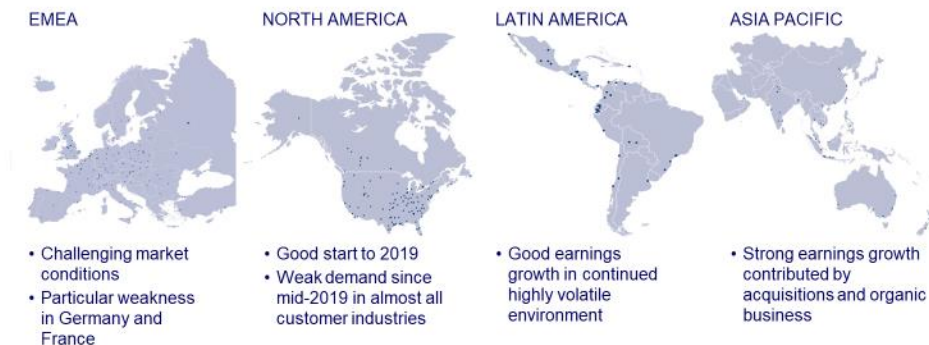 EMEA
• Challenging market
conditions
• Particular weakness
in Germany and
France
NORTH AMERICA
• Good start to 2019
• Weak demand since
mid-2019 in almost all
customer industries
LATIN AMERICA
• Good earnings
growth in continued
highly volatile
environment
ASIA PACIFIC
• Strong earnings growth
contributed by
acquisitions and organic
business